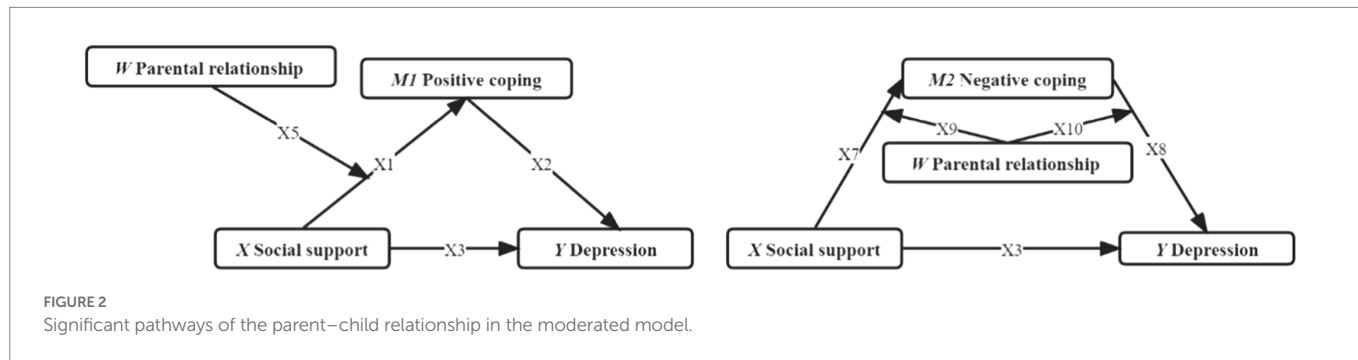 W Parental relationship
M1 Positive coping
X5
X1
X2
X Social support
X3
Y Depression
M2 Negative coping
X9
X10
X7
X8
W Parental relationship
X Social support
X3
Y Depression
FIGURE 2
Significant pathways of the parent–child relationship in the moderated model.